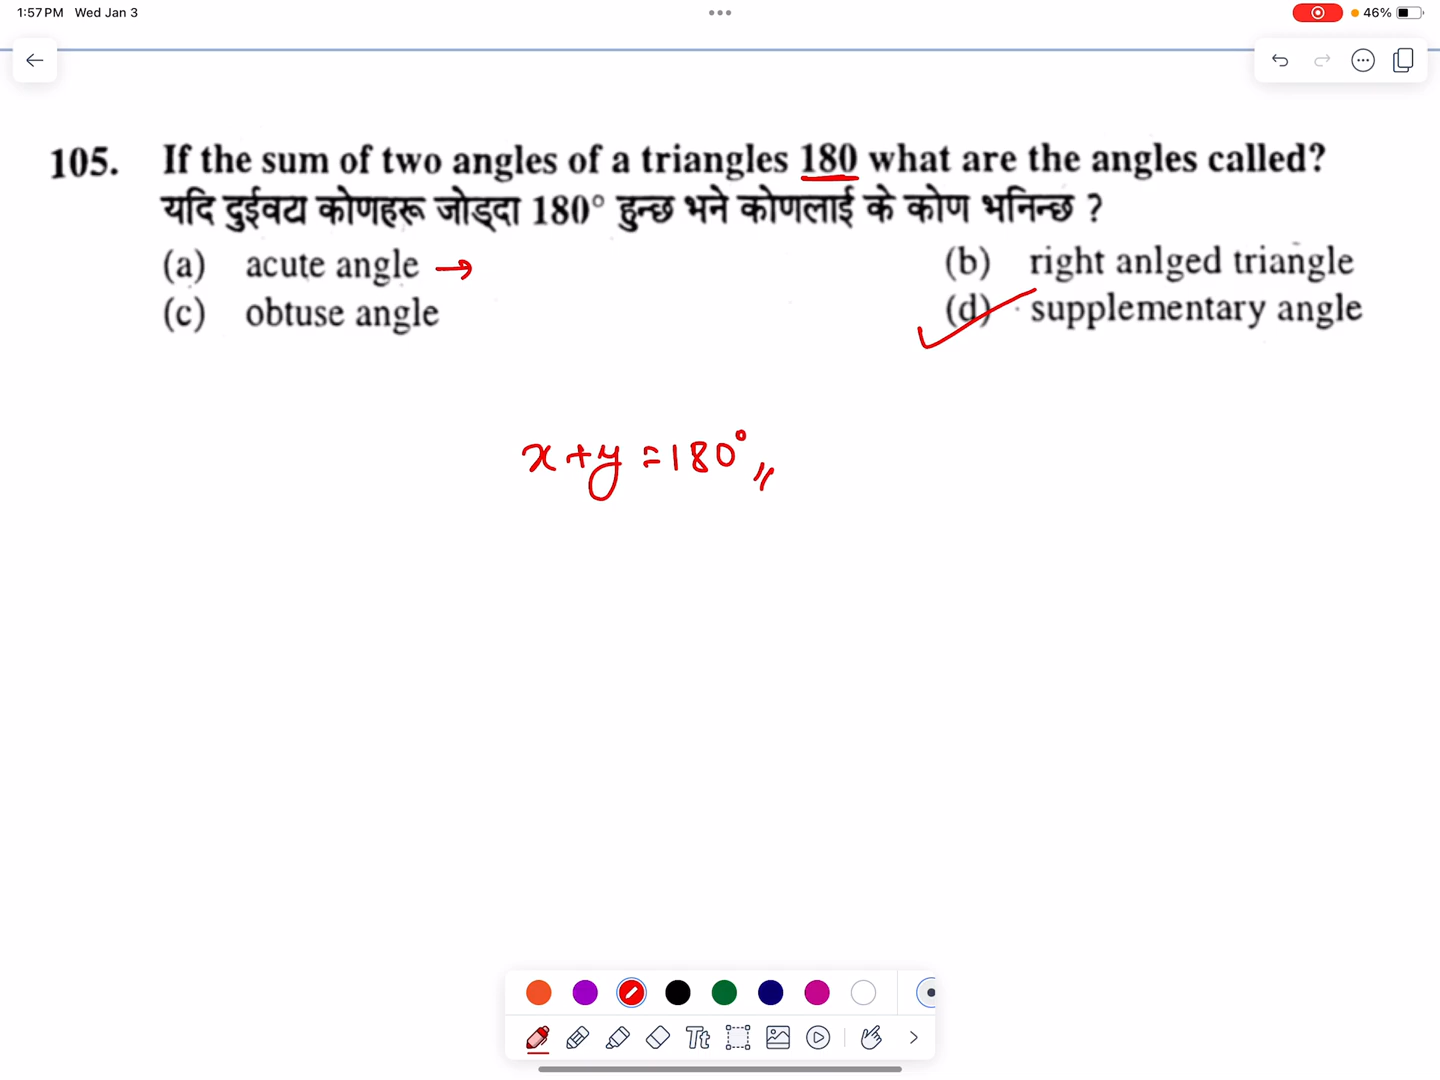 1:57 PM Wed Jan 3
46%
105. If the sum of two angles of a triangles 180 what are the angles called?
यदि दुईवटा कोणहरू जोड्दा 180° हुन्छ भने कोणलाई के कोण भनिन्छ ?
(a) acute angle → (b) right anlged triangle
(c) obtuse angle (d) supplementary angle
x + y = 180°
Tt